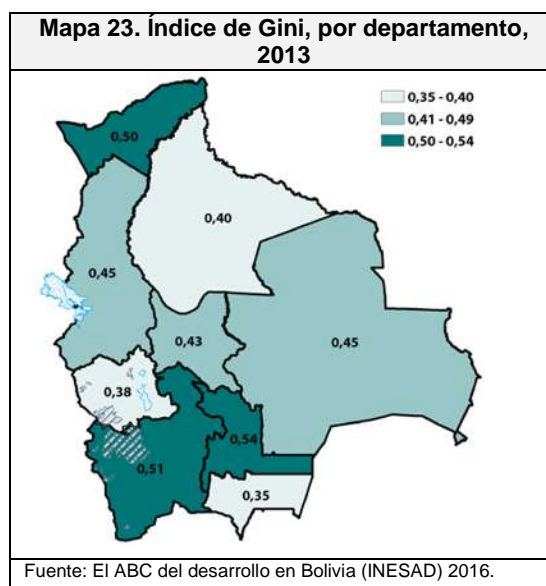 Mapa 23. Índice de Gini, por departamento,
2013
0,35 - 0,40
0,41 - 0,49
0,50 - 0,54
0,50
0,40
0,45
0,43
0,45
0,38
0,54
0,51
0,35
Fuente: El ABC del desarrollo en Bolivia (INESAD) 2016.